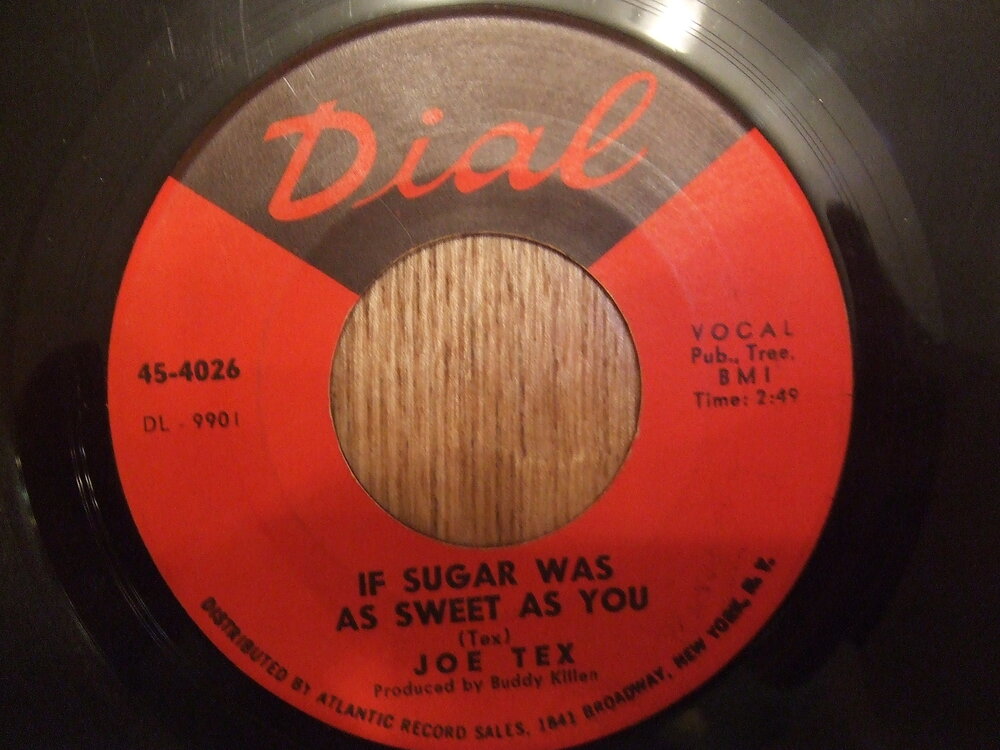 Dial
45-4026
DL - 9901
VOCAL
Pub., Tree.
BMI
Time: 2:49
IF SUGAR WAS
AS SWEET AS YOU
(Tex)
JOE TEX
Produced by Buddy Killen
DISTRIBUTED BY ATLANTIC RECORD SALES, 1841 BROADWAY, NEW YORK, N. Y.